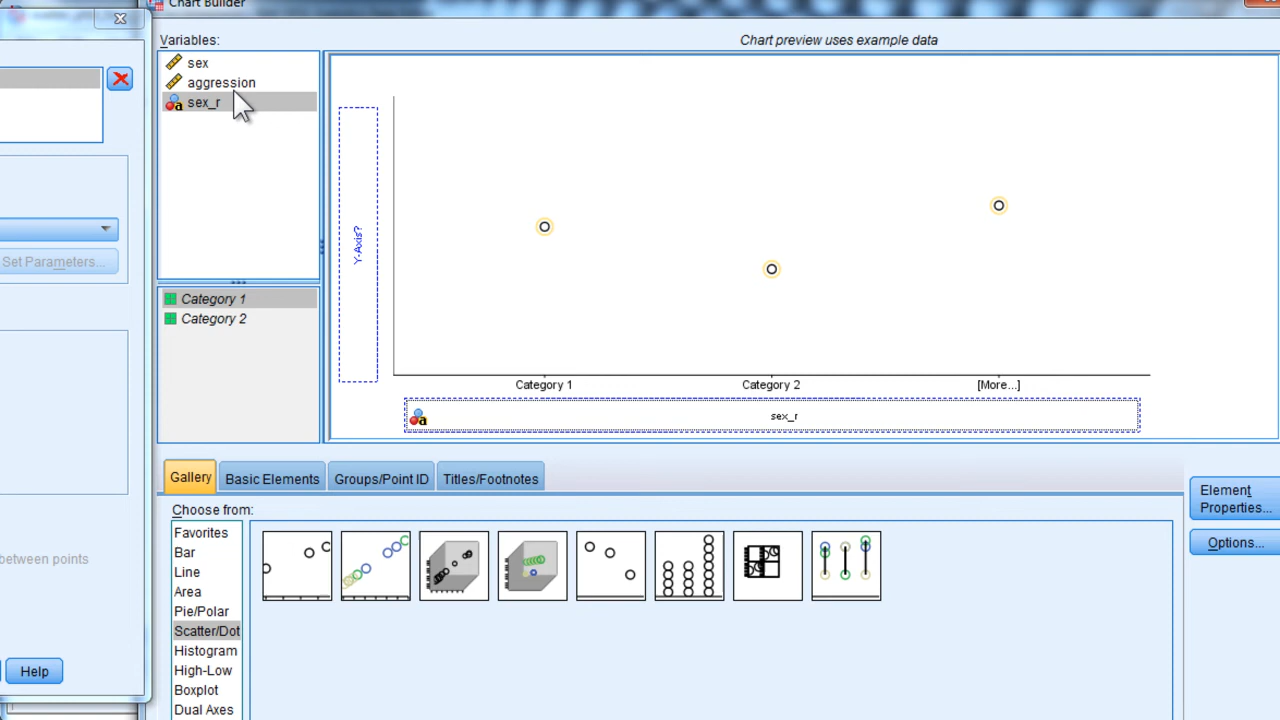 Chart Builder
Variables:
Chart preview uses example data
sex
aggression
sex_r
Y-Axis?
Set Parameters...
Category 1
Category 2
Category 1
Category 2
[More...]
sex_r
Gallery
Basic Elements
Groups/Point ID
Titles/Footnotes
Element
Properties...
Choose from:
Favorites
Bar
Line
Area
Pie/Polar
Scatter/Dot
Histogram
High-Low
Boxplot
Dual Axes
Options...
between points
Help